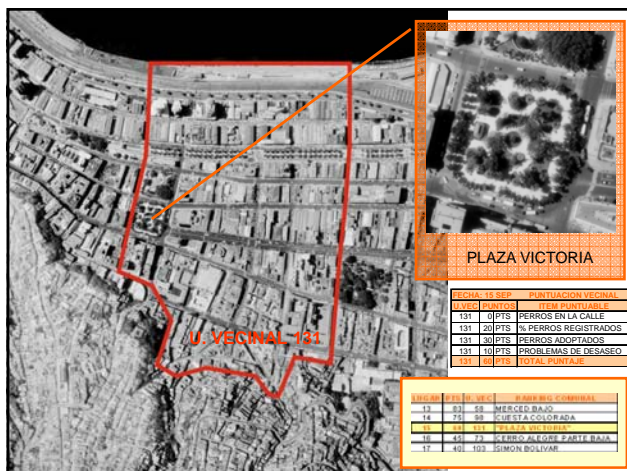 PLAZA VICTORIA
U. VECINAL 131
FECHA: 15 SEP PUNTUACION VECINAL
U.VEC PUNTOS ITEM PUNTUABLE
131 0 PTS PERROS EN LA CALLE
131 20 PTS % PERROS REGISTRADOS
131 30 PTS PERROS ADOPTADOS
131 10 PTS PROBLEMAS DE DESASEO
131 60 PTS TOTAL PUNTAJE
LUGAR PTS U. VEC RANKING COMUNAL
13 83 58 MERCED BAJO
14 75 98 CUESTA COLORADA
15 60 131 "PLAZA VICTORIA"
16 45 73 CERRO ALEGRE PARTE BAJA
17 40 103 SIMON BOLIVAR